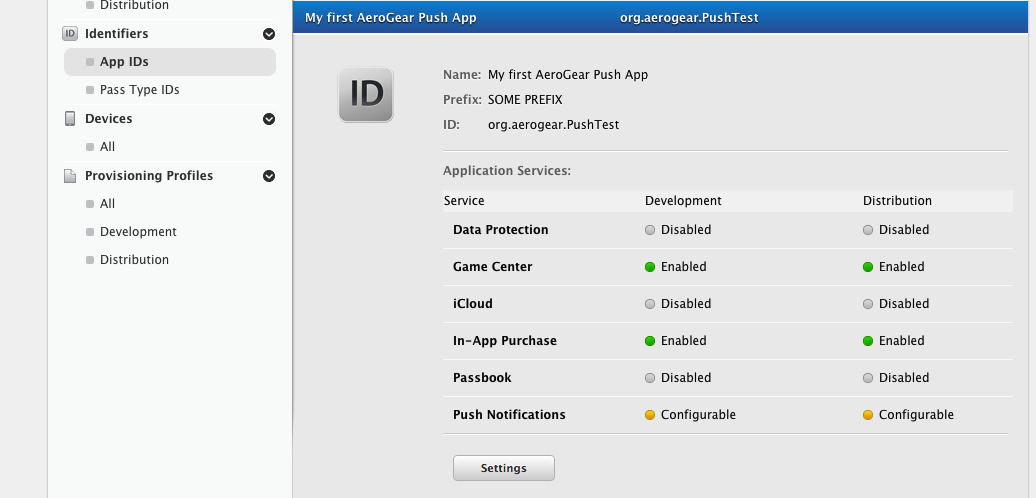 Distribution
ID Identifiers
App IDs
Pass Type IDs
Devices
All
Provisioning Profiles
All
Development
Distribution
My first AeroGear Push App org.aerogear.PushTest
ID
Name: My first AeroGear Push App
Prefix: SOME PREFIX
ID: org.aerogear.PushTest
Application Services:
Service Development Distribution
Data Protection Disabled Disabled
Game Center Enabled Enabled
iCloud Disabled Disabled
In-App Purchase Enabled Enabled
Passbook Disabled Disabled
Push Notifications Configurable Configurable
Settings